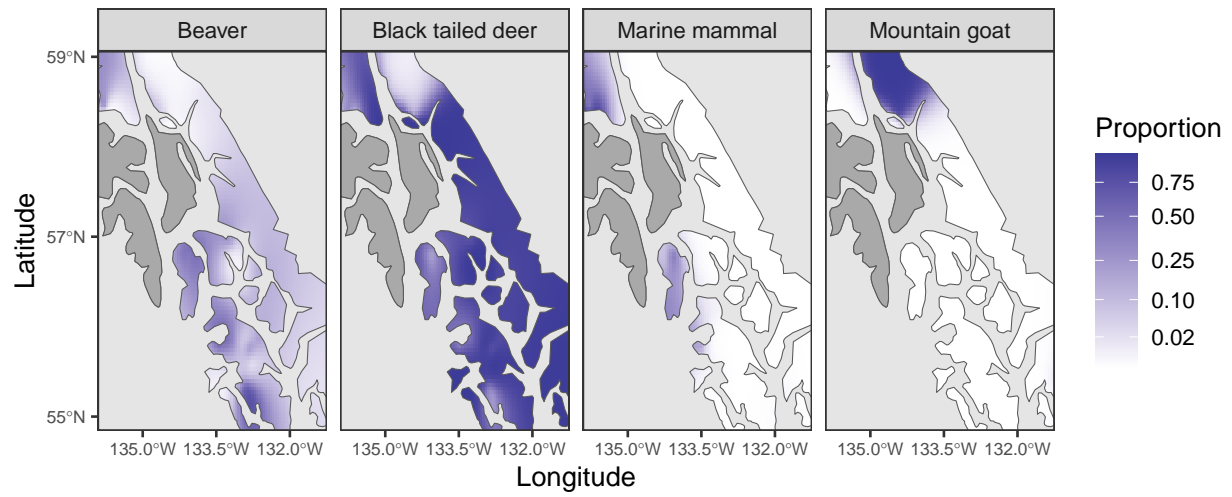 Beaver
Black tailed deer
Marine mammal
Mountain goat
59°N
57°N
55°N
Latitude
135.0°W 133.5°W 132.0°W
135.0°W 133.5°W 132.0°W
135.0°W 133.5°W 132.0°W
135.0°W 133.5°W 132.0°W
Longitude
Proportion
0.75
0.50
0.25
0.10
0.02